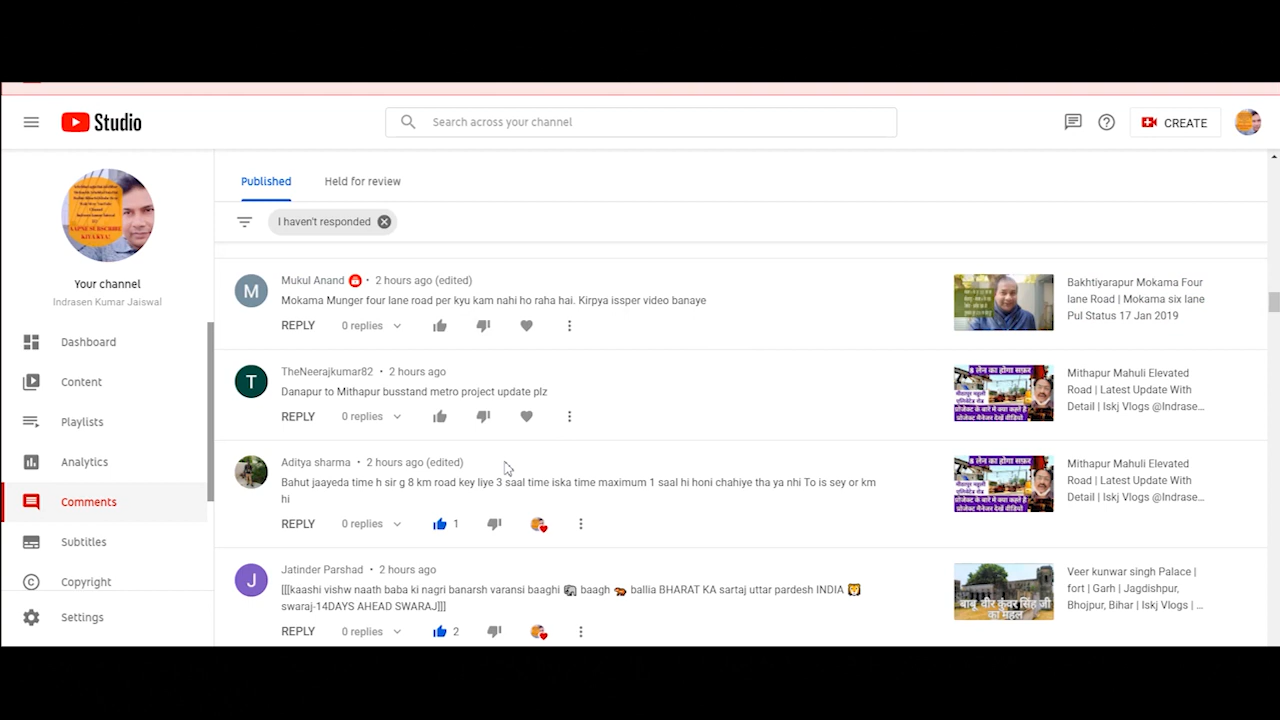 Studio
Search across your channel
CREATE
Your channel
Indrasen Kumar Jaiswal
Dashboard
Content
Playlists
Analytics
Comments
Subtitles
Copyright
Settings
Published
Held for review
I haven't responded
Mukul Anand • 2 hours ago (edited)
Mokama Munger four lane road per kyu kam nahi ho raha hai. Kirpya issper video banaye
REPLY 0 replies
Bakhtiyarapur Mokama Four
lane Road | Mokama six lane
Pul Status 17 Jan 2019
T
TheNeerajkumar82 • 2 hours ago
Danapur to Mithapur busstand metro project update plz
REPLY 0 replies
Mithapur Mahuli Elevated
Road | Latest Update With
Detail | Iskj Vlogs @Indrase...
Aditya sharma • 2 hours ago (edited)
Bahut jaayeda time h sir g 8 km road key liye 3 saal time iska time maximum 1 saal hi honi chahiye tha ya nhi To is sey or km
hi
REPLY 0 replies 1
Mithapur Mahuli Elevated
Road | Latest Update With
Detail | Iskj Vlogs @Indrase...
J
Jatinder Parshad • 2 hours ago
[[[kaashi vishw naath baba ki nagri banarsh varansi baaghi 🐘 baagh 🐅 ballia BHARAT KA sartaj uttar pardesh INDIA 🦁
swaraj-14DAYS AHEAD SWARAJ]]]
REPLY 0 replies 2
बाबू वीर कुंवर सिंह जी
का महल
Veer kunwar singh Palace |
fort | Garh | Jagdishpur,
Bhojpur, Bihar | Iskj Vlogs | ...